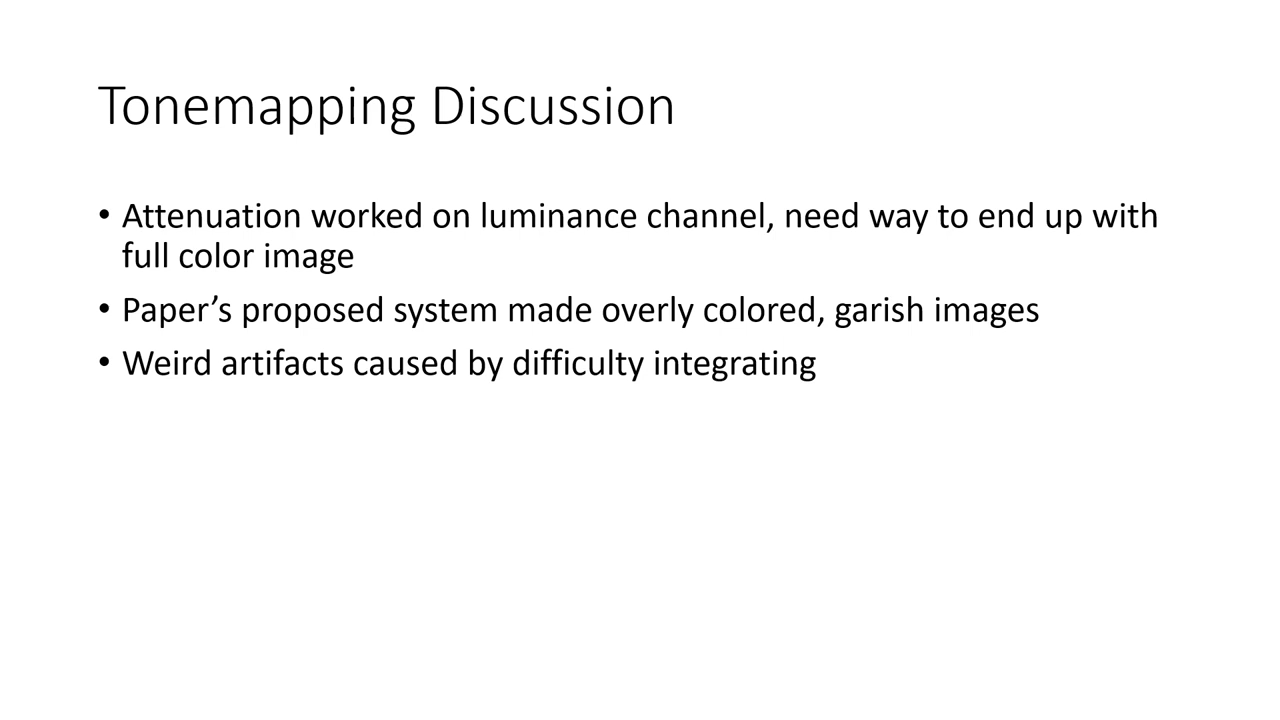 Tonemapping Discussion
• Attenuation worked on luminance channel, need way to end up with
full color image
• Paper’s proposed system made overly colored, garish images
• Weird artifacts caused by difficulty integrating